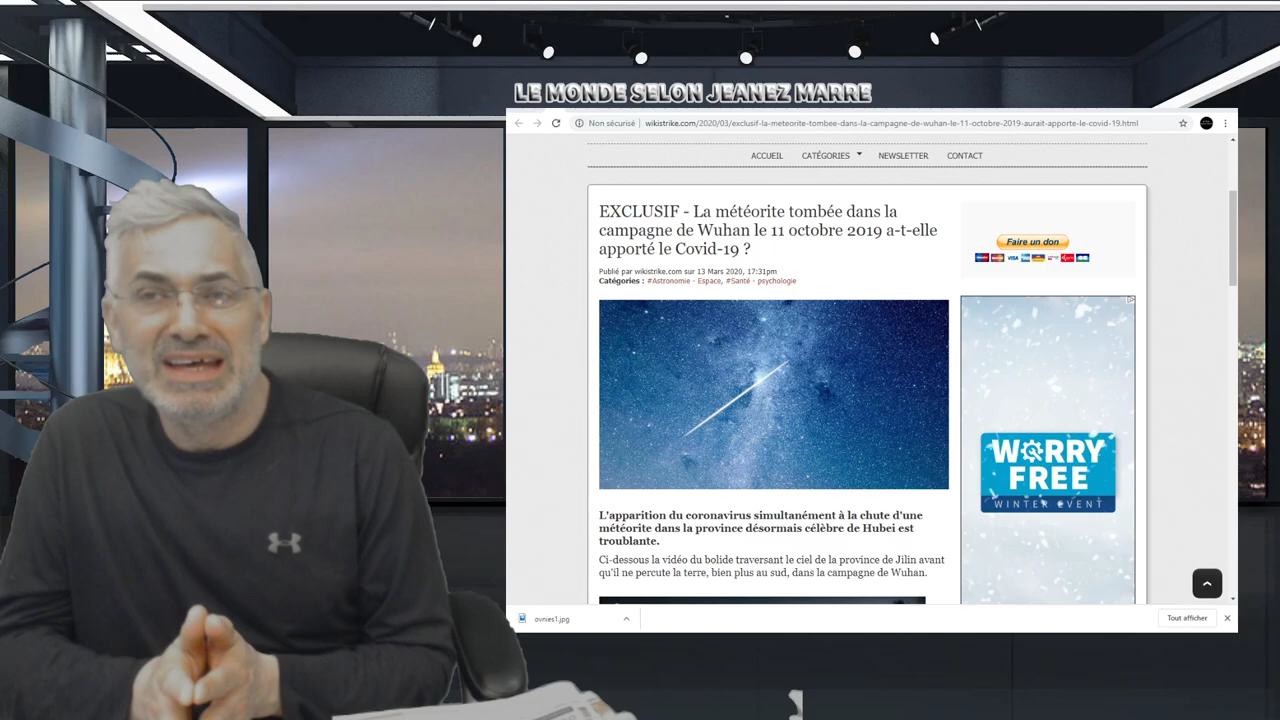 LE MONDE SELON JEANEZ MARRE
Non sécurisé
wikistrike.com/2020/03/exclusif-la-meteorite-tombee-dans-la-campagne-de-wuhan-le-11-octobre-2019-aurait-apporte-le-covid-19.html
ACCUEIL CATÉGORIES NEWSLETTER CONTACT
EXCLUSIF - La météorite tombée dans la
campagne de Wuhan le 11 octobre 2019 a-t-elle
apporté le Covid-19 ?
Publié par wikistrike.com sur 13 Mars 2020, 17:31pm
Catégories : #Astronomie - Espace, #Santé - psychologie
Faire un don
VISA
L'apparition du coronavirus simultanément à la chute d'une
météorite dans la province désormais célèbre de Hubei est
troublante.
Ci-dessous la vidéo du bolide traversant le ciel de la province de Jilin avant
qu'il ne percute la terre, bien plus au sud, dans la campagne de Wuhan.
WORRY
FREE
WINTER EVENT
ovnies1.jpg
Tout afficher